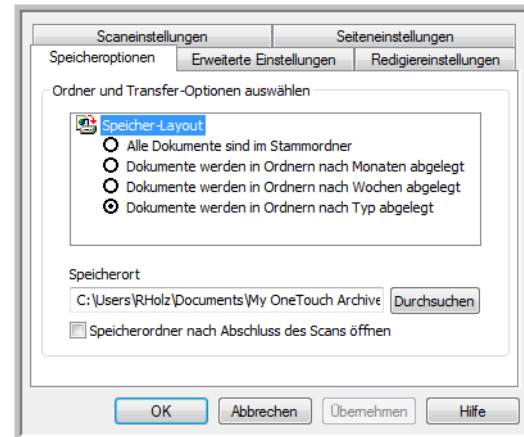 Scaneinstellungen Seiteneinstellungen
Speicheroptionen Erweiterte Einstellungen Redigiereinstellungen
Ordner und Transfer-Optionen auswählen
Speicher-Layout
Alle Dokumente sind im Stammordner
Dokumente werden in Ordnern nach Monaten abgelegt
Dokumente werden in Ordnern nach Wochen abgelegt
Dokumente werden in Ordnern nach Typ abgelegt
Speicherort
C:\Users\RHolz\Documents\My OneTouch Archive Durchsuchen
Speicherordner nach Abschluss des Scans öffnen
OK Abbrechen Übernehmen Hilfe